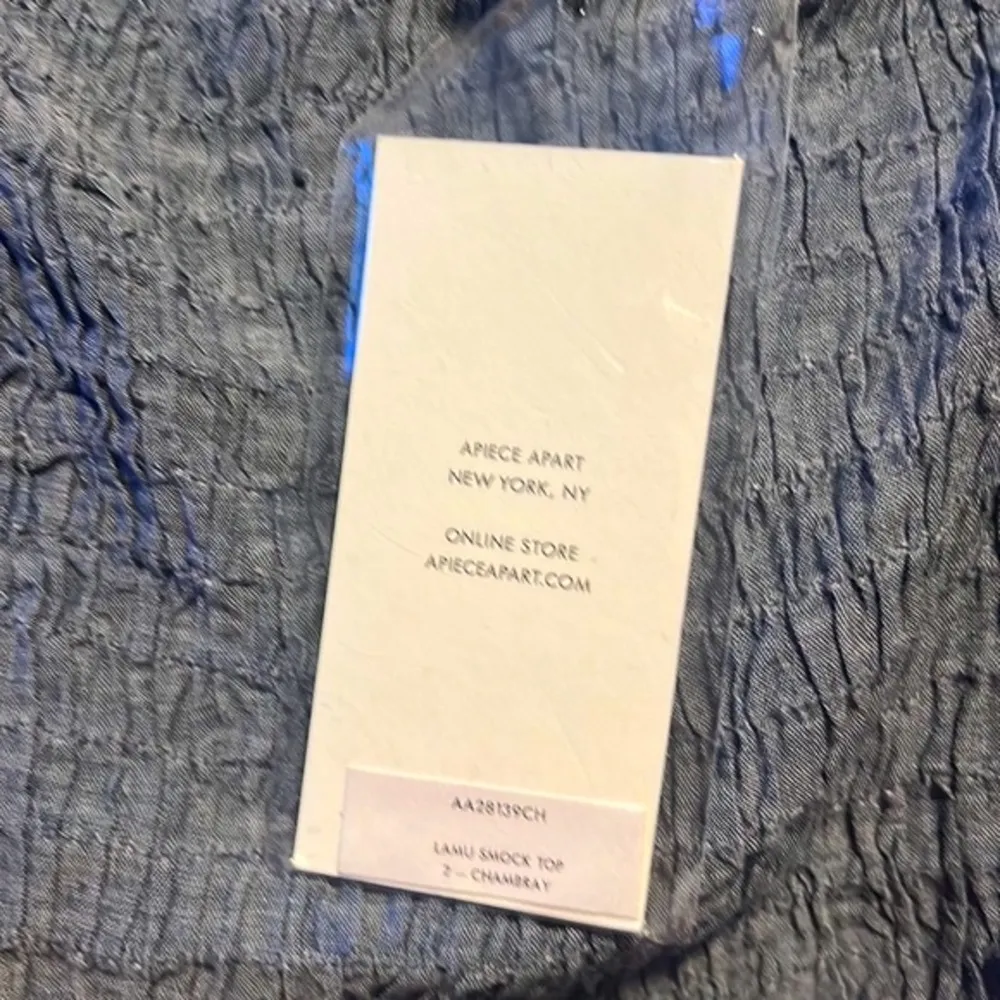 APIECE APART
NEW YORK, NY
ONLINE STORE
APIECEAPART.COM
AA28139CH
LAMU SMOCK TOP
2 – CHAMBRAY